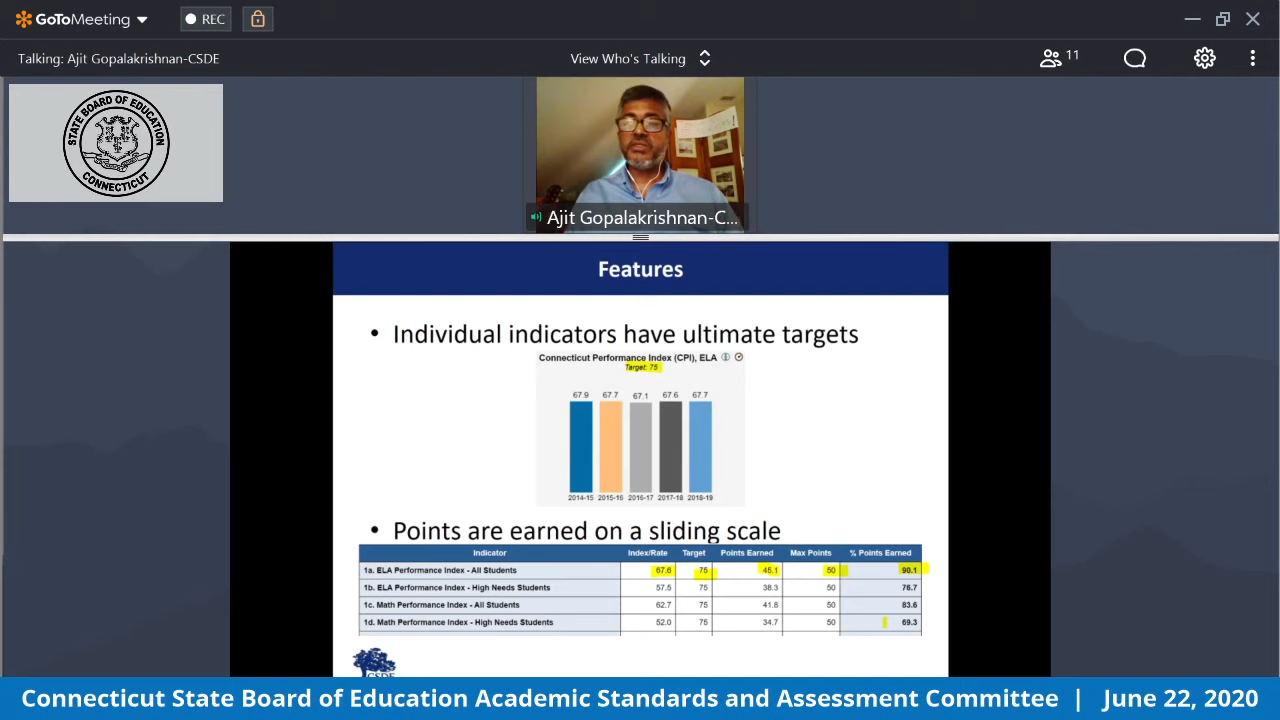 GoToMeeting
REC
Talking: Ajit Gopalakrishnan-CSDE
View Who's Talking
11
STATE BOARD OF EDUCATION
CONNECTICUT
Ajit Gopalakrishnan-C...
Features
• Individual indicators have ultimate targets
Connecticut Performance Index (CPI), ELA
Target: 75
67.9 67.7 67.1 67.6 67.7
2014-15 2015-16 2016-17 2017-18 2018-19
• Points are earned on a sliding scale
Indicator Index/Rate Target Points Earned Max Points % Points Earned
1a. ELA Performance Index - All Students 67.6 75 45.1 50 90.1
1b. ELA Performance Index - High Needs Students 57.5 75 38.3 50 76.7
1c. Math Performance Index - All Students 62.7 75 41.8 50 83.6
1d. Math Performance Index - High Needs Students 52.0 75 34.7 50 69.3
CSDE
Connecticut State Board of Education Academic Standards and Assessment Committee | June 22, 2020